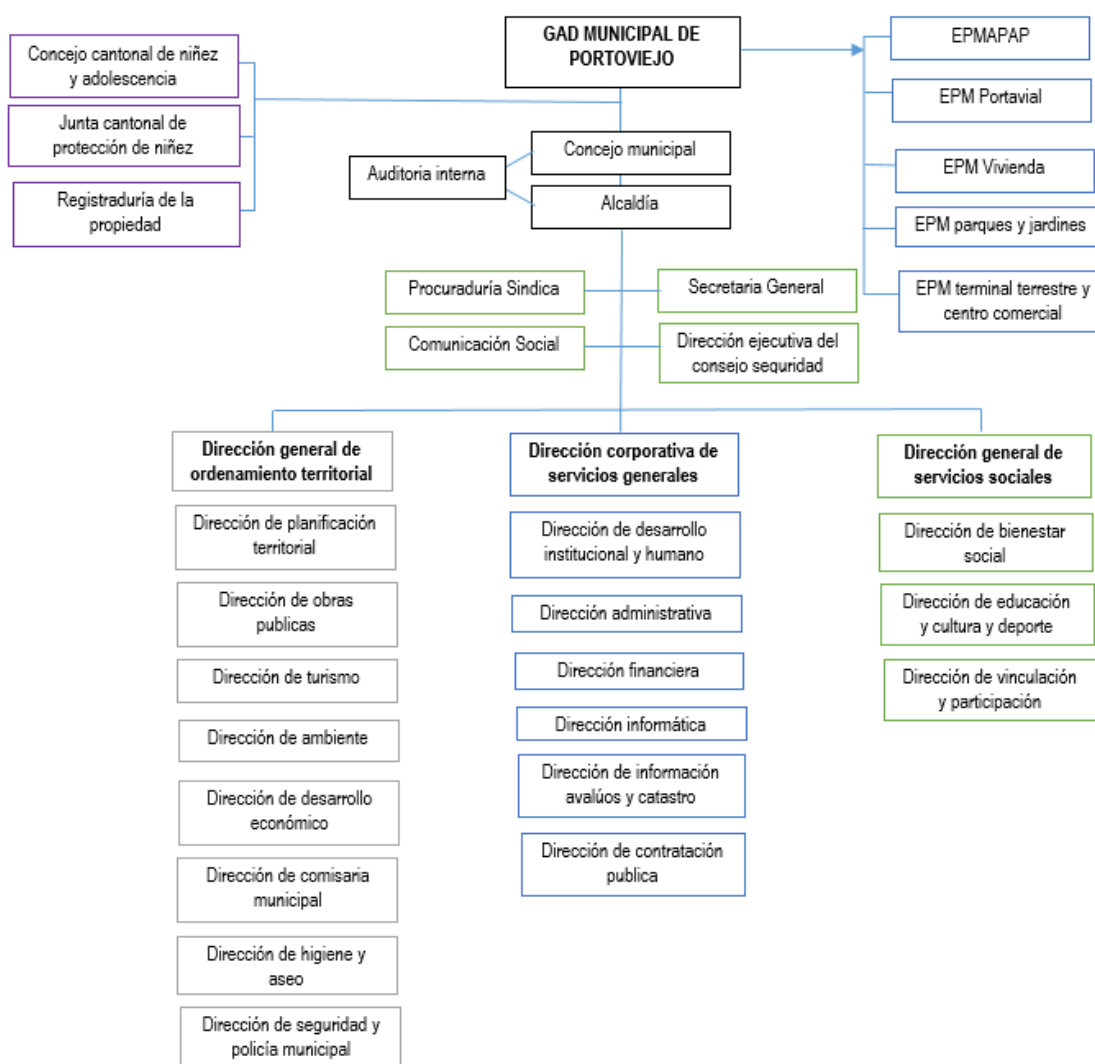 GAD MUNICIPAL DE
PORTOVIEJO
Concejo cantonal de niñez
y adolescencia
Junta cantonal de
protección de niñez
Registraduría de la
propiedad
EPMAPAP
EPM Portavial
EPM Vivienda
EPM parques y jardines
EPM terminal terrestre y
centro comercial
Concejo municipal
Auditoria interna
Alcaldía
Procuraduría Sindica
Secretaria General
Comunicación Social
Dirección ejecutiva del
consejo seguridad
Dirección general de
ordenamiento territorial
Dirección de planificación
territorial
Dirección de obras
publicas
Dirección de turismo
Dirección de ambiente
Dirección de desarrollo
económico
Dirección de comisaria
municipal
Dirección de higiene y
aseo
Dirección de seguridad y
policía municipal
Dirección corporativa de
servicios generales
Dirección de desarrollo
institucional y humano
Dirección administrativa
Dirección financiera
Dirección informática
Dirección de información
avalúos y catastro
Dirección de contratación
publica
Dirección general de
servicios sociales
Dirección de bienestar
social
Dirección de educación
y cultura y deporte
Dirección de vinculación
y participación